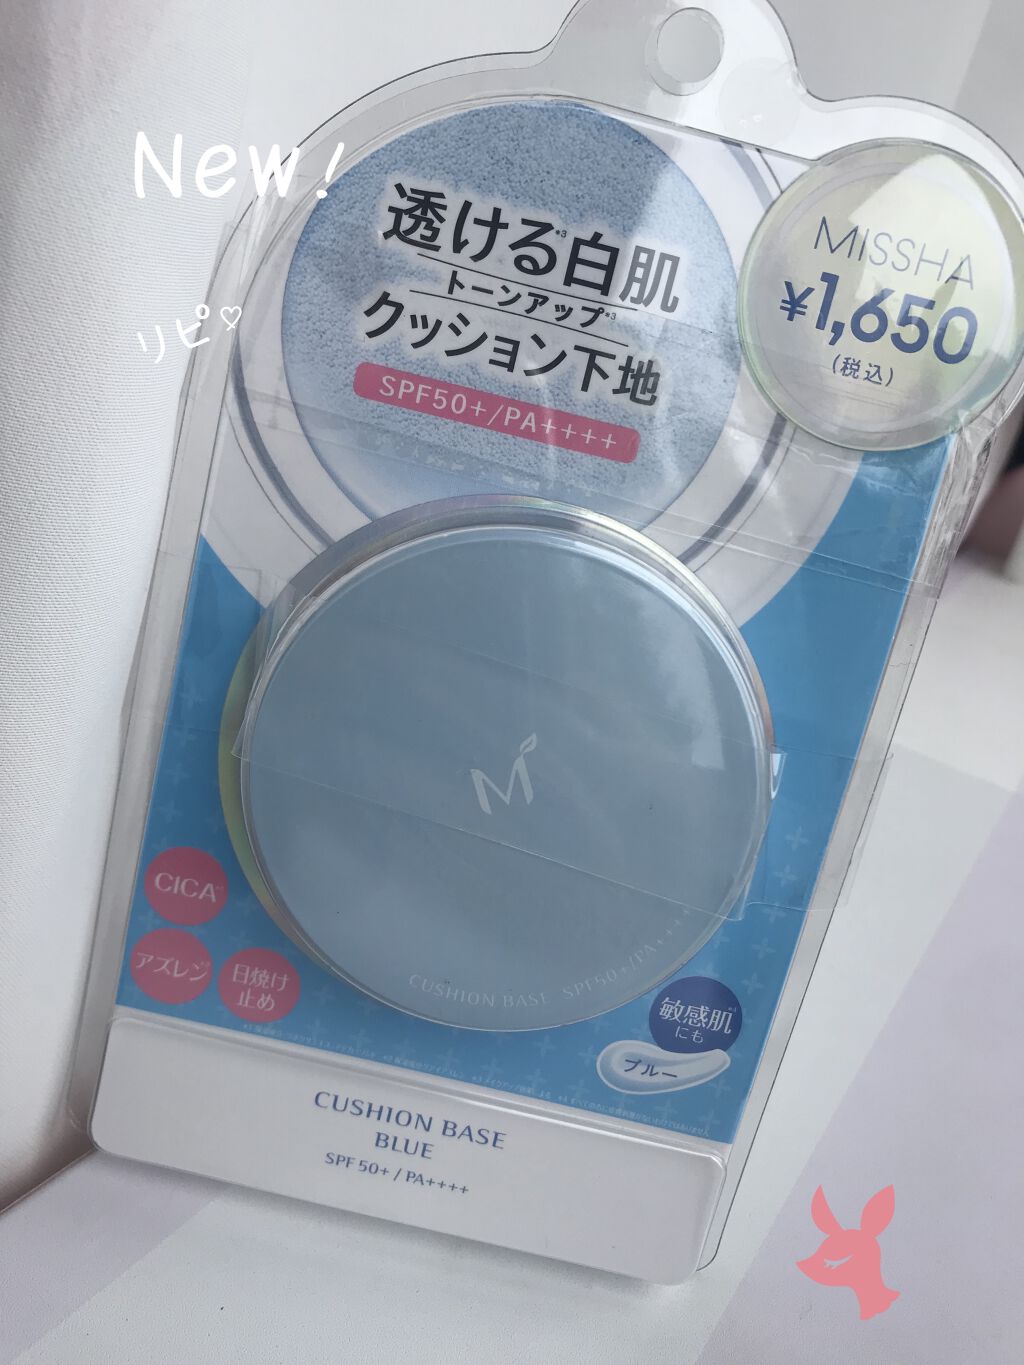 New!
リピ♡
透ける*3白肌
トーンアップ*3
クッション下地
SPF50+/PA++++
MISSHA
¥1,650
(税込)
M
CUSHION BASE SPF50+/PA++++
CICA
アズレン
日焼け
止め
敏感肌
にも
ブルー
CUSHION BASE
BLUE
SPF 50+ / PA++++